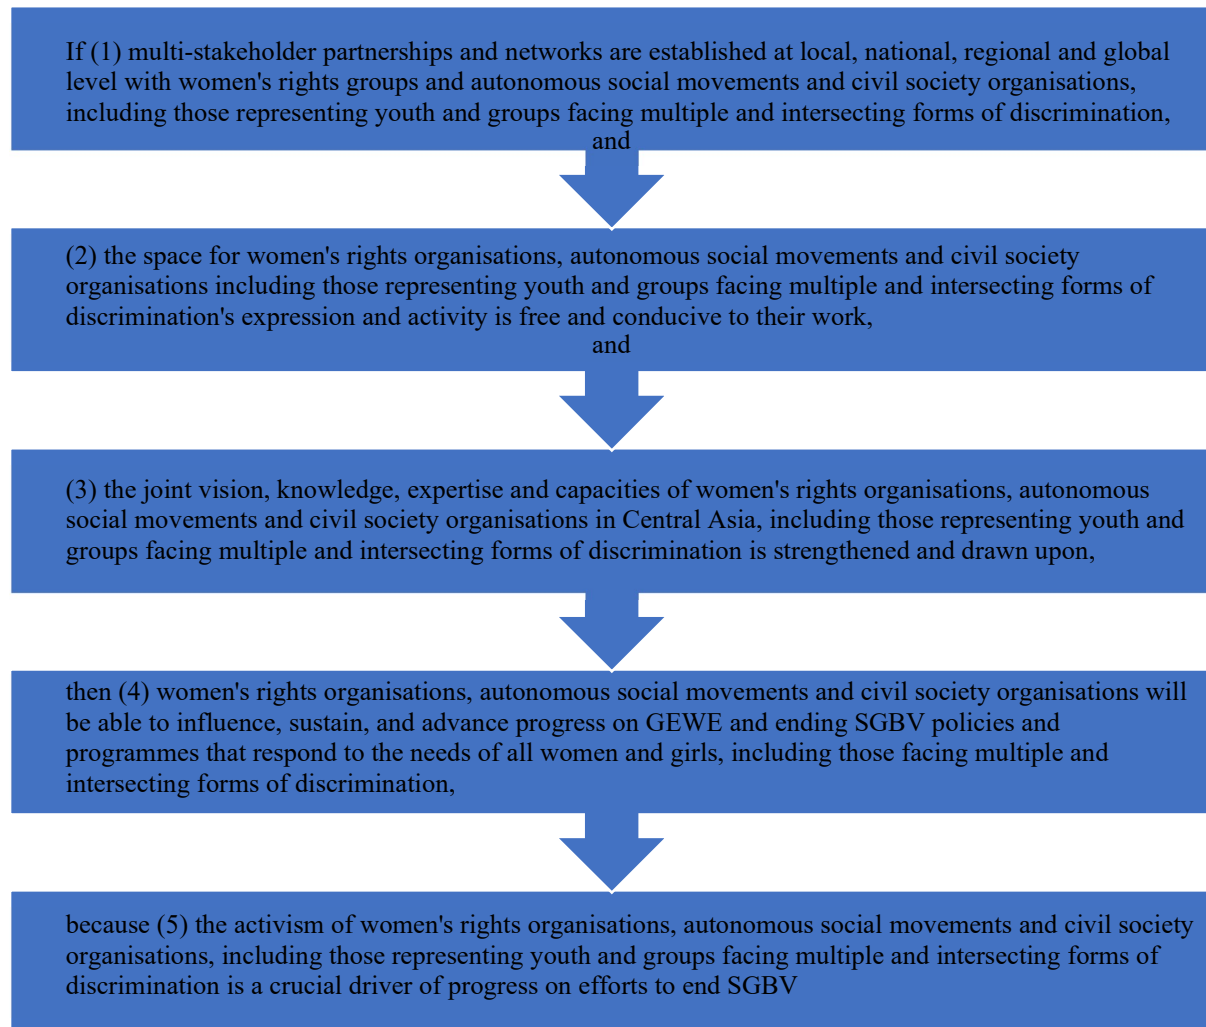 If (1) multi-stakeholder partnerships and networks are established at local, national, regional and global
level with women's rights groups and autonomous social movements and civil society organisations,
including those representing youth and groups facing multiple and intersecting forms of discrimination,
and
(2) the space for women's rights organisations, autonomous social movements and civil society
organisations including those representing youth and groups facing multiple and intersecting forms of
discrimination's expression and activity is free and conducive to their work,
and
(3) the joint vision, knowledge, expertise and capacities of women's rights organisations, autonomous
social movements and civil society organisations in Central Asia, including those representing youth and
groups facing multiple and intersecting forms of discrimination is strengthened and drawn upon,
then (4) women's rights organisations, autonomous social movements and civil society organisations will
be able to influence, sustain, and advance progress on GEWE and ending SGBV policies and
programmes that respond to the needs of all women and girls, including those facing multiple and
intersecting forms of discrimination,
because (5) the activism of women's rights organisations, autonomous social movements and civil society
organisations, including those representing youth and groups facing multiple and intersecting forms of
discrimination is a crucial driver of progress on efforts to end SGBV